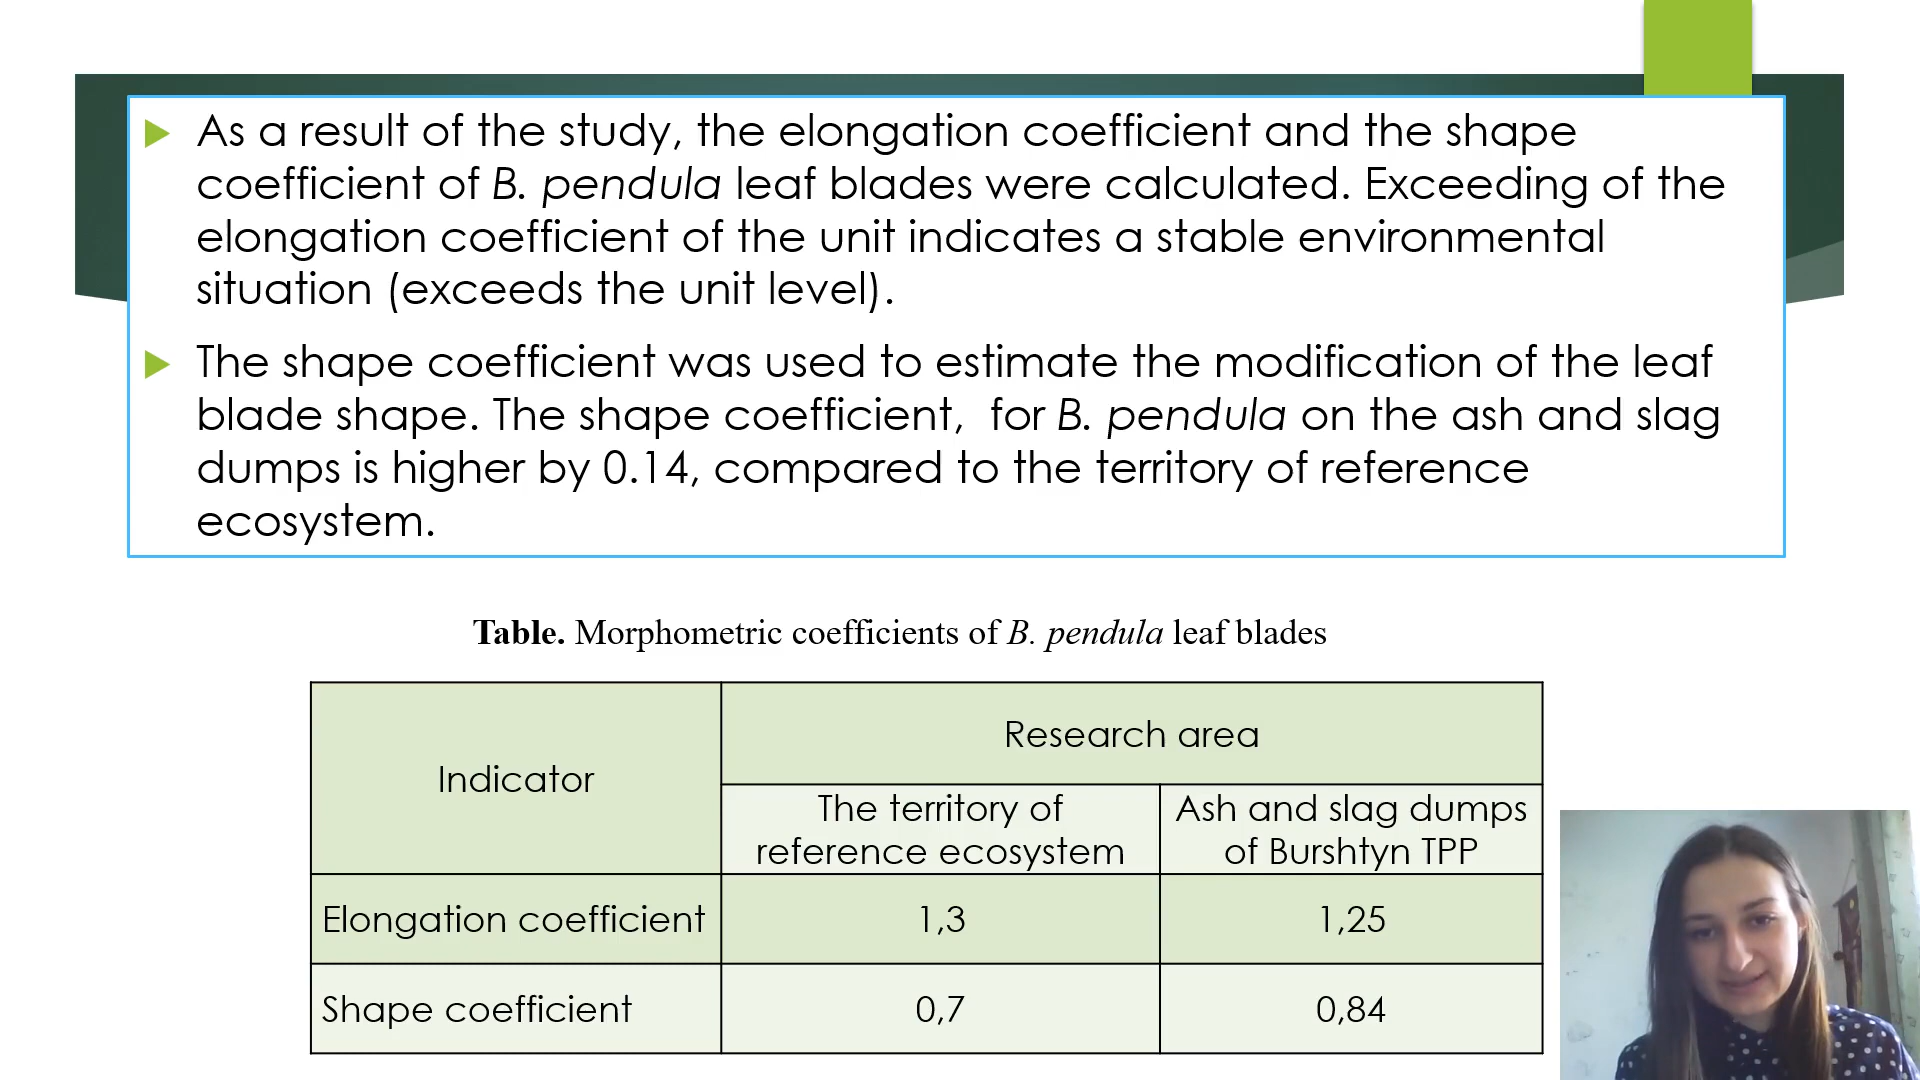 As a result of the study, the elongation coefficient and the shape
coefficient of B. pendula leaf blades were calculated. Exceeding of the
elongation coefficient of the unit indicates a stable environmental
situation (exceeds the unit level).
The shape coefficient was used to estimate the modification of the leaf
blade shape. The shape coefficient,  for B. pendula on the ash and slag
dumps is higher by 0.14, compared to the territory of reference
ecosystem.
Table. Morphometric coefficients of B. pendula leaf blades
Indicator
Research area
The territory of
reference ecosystem
Ash and slag dumps
of Burshtyn TPP
Elongation coefficient
1,3
1,25
Shape coefficient
0,7
0,84